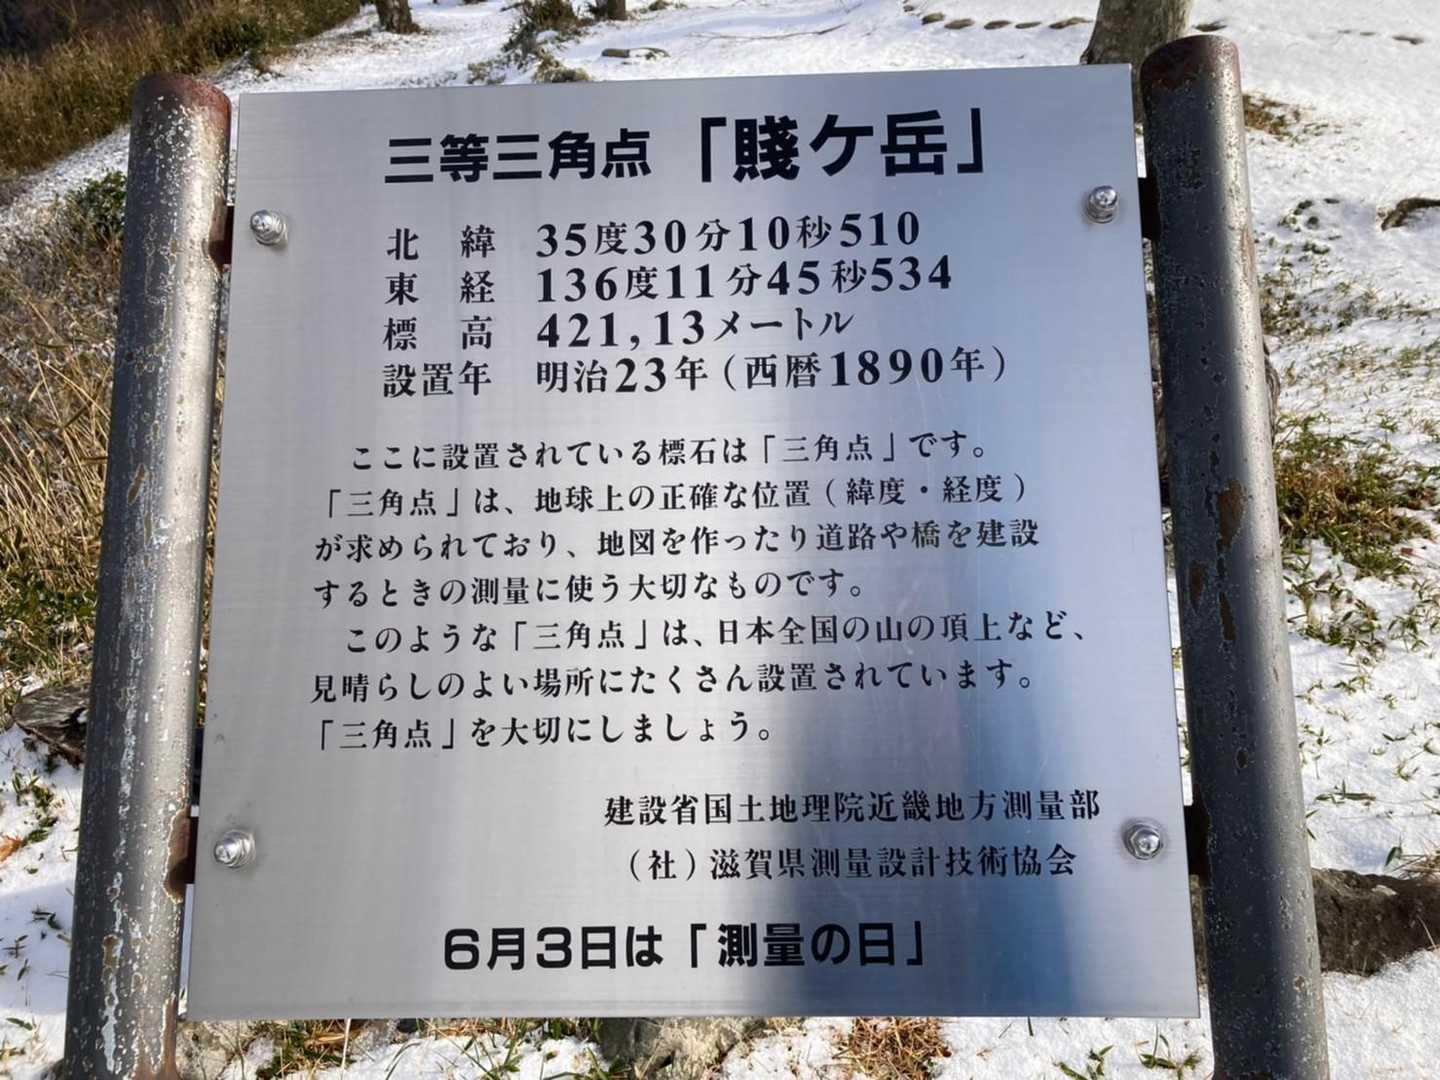 三等三角点「賤ケ岳」
北　緯　35度30分10秒510
東　経　136度11分45秒534
標　高　421,13メートル
設置年　明治23年（西暦1890年）
ここに設置されている標石は「三角点」です。
「三角点」は、地球上の正確な位置（緯度・経度）
が求められており、地図を作ったり道路や橋を建設
するときの測量に使う大切なものです。
このような「三角点」は、日本全国の山の頂上など、
見晴らしのよい場所にたくさん設置されています。
「三角点」を大切にしましょう。
建設省国土地理院近畿地方測量部
（社）滋賀県測量設計技術協会
6月3日は「測量の日」